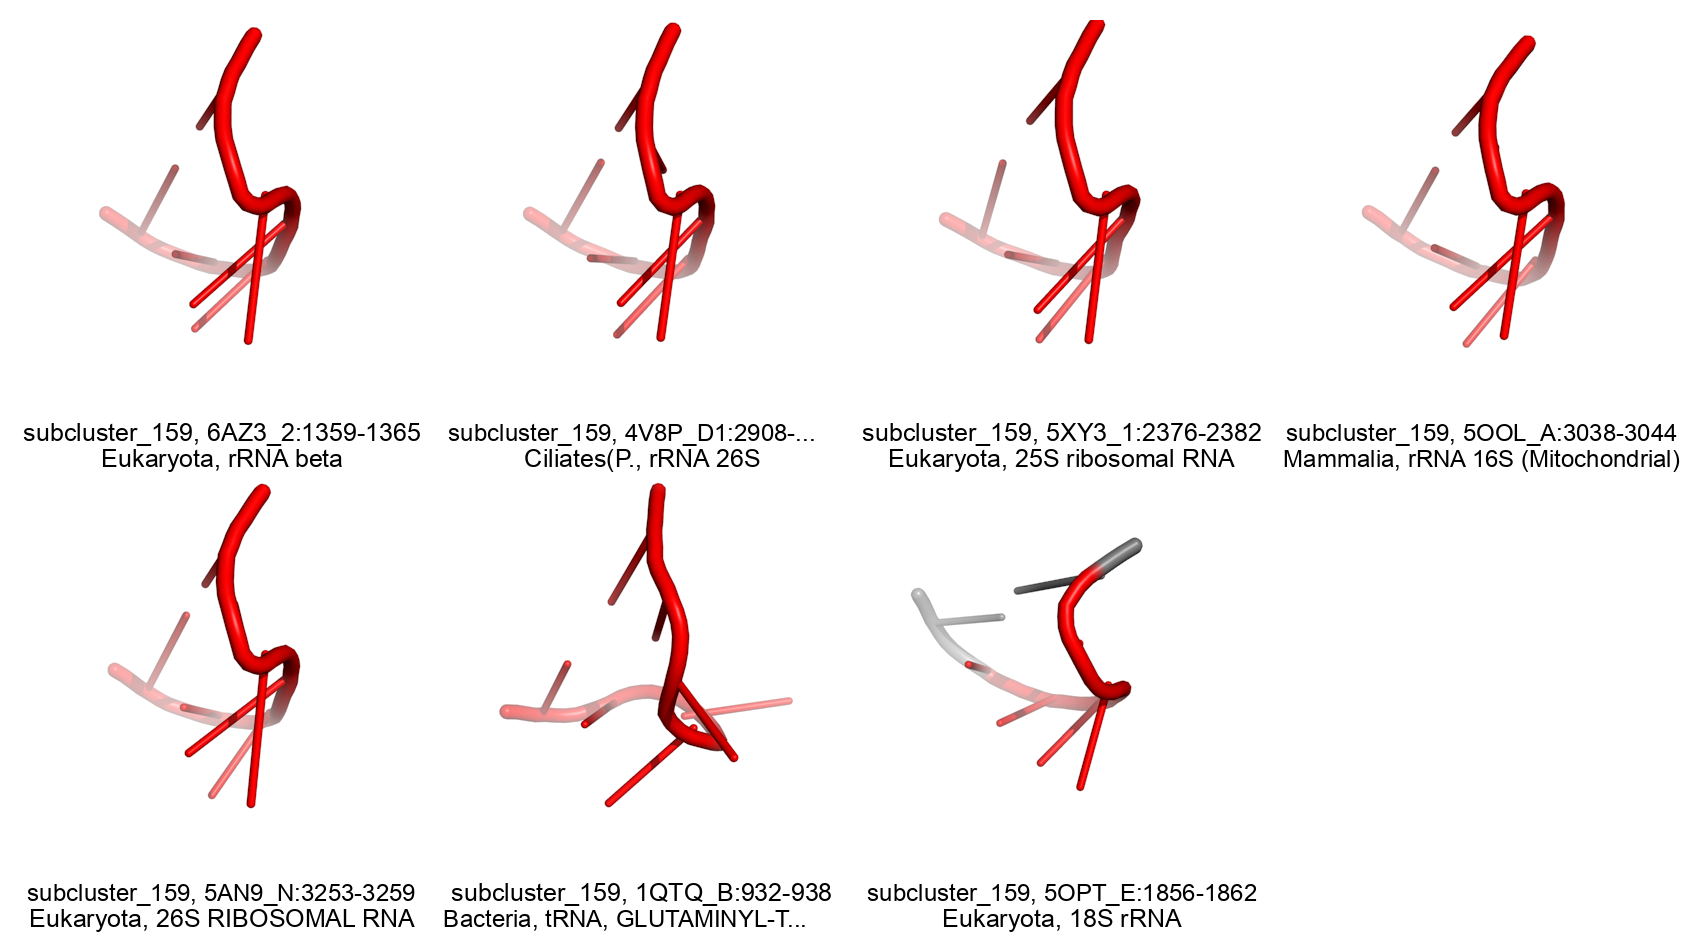 subcluster_159, 6AZ3_2:1359-1365
Eukaryota, rRNA beta
subcluster_159, 4V8P_D1:2908-...
Ciliates(P., rRNA 26S
subcluster_159, 5XY3_1:2376-2382
Eukaryota, 25S ribosomal RNA
subcluster_159, 5OOL_A:3038-3044
Mammalia, rRNA 16S (Mitochondrial)
subcluster_159, 5AN9_N:3253-3259
Eukaryota, 26S RIBOSOMAL RNA
subcluster_159, 1QTQ_B:932-938
Bacteria, tRNA, GLUTAMINYL-T...
subcluster_159, 5OPT_E:1856-1862
Eukaryota, 18S rRNA